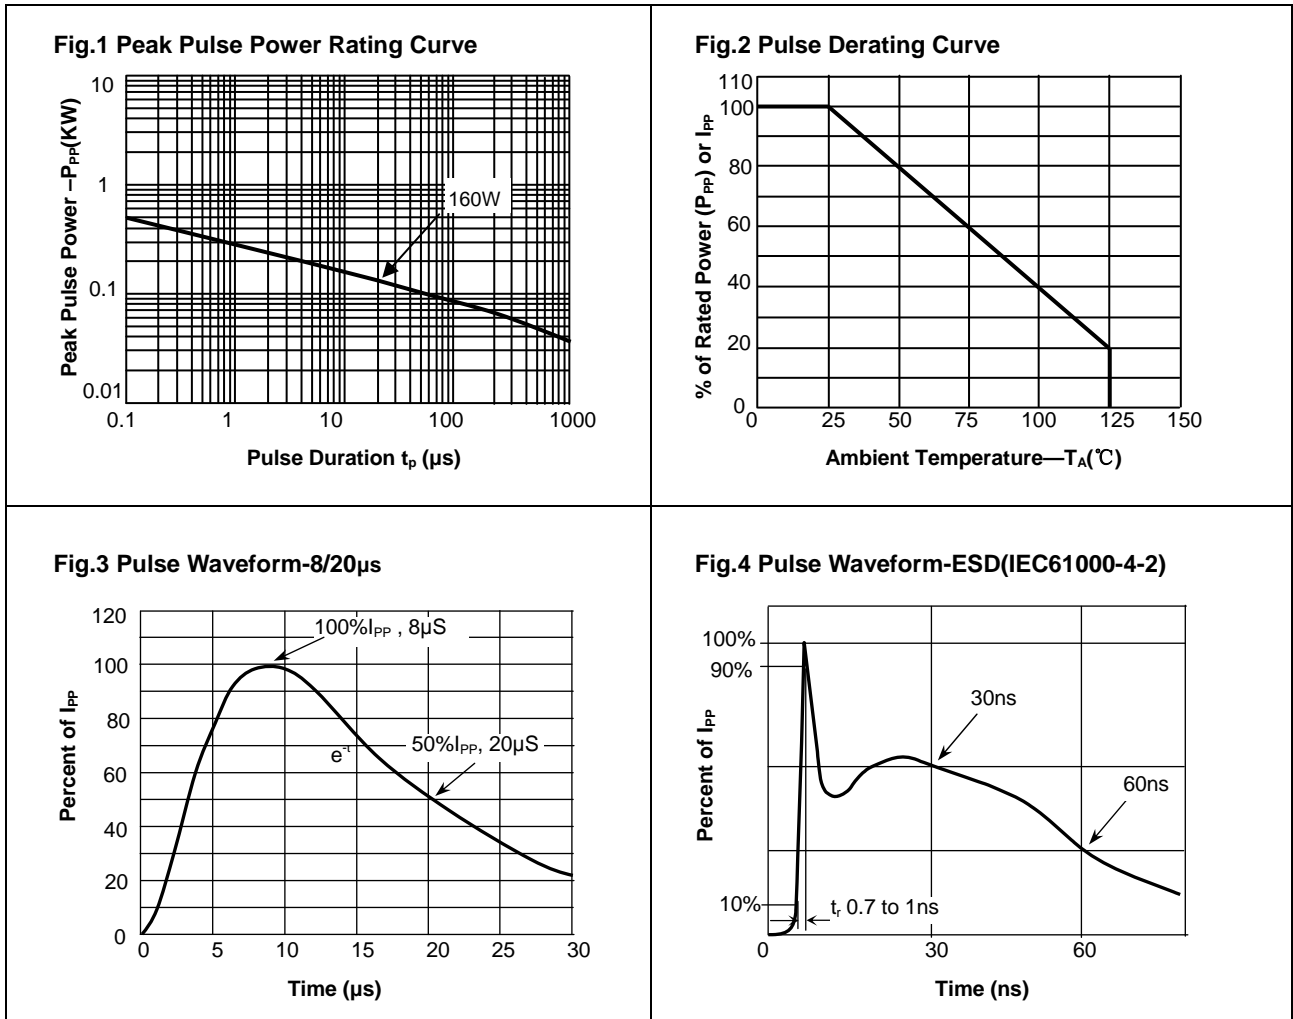 Fig.1 Peak Pulse Power Rating Curve
Peak Pulse Power –PPP(KW)
10
1
0.1
0.01
160W
0.1 1 10 100 1000
Pulse Duration tp (µs)
Fig.2 Pulse Derating Curve
% of Rated Power (PPP) or IPP
110
100
80
60
40
20
0
25 50 75 100 125 150
Ambient Temperature—TA(℃)
Fig.3 Pulse Waveform-8/20µs
Percent of IPP
120
100
80
60
40
20
0
100%IPP , 8µS
e-t
50%IPP, 20µS
0 5 10 15 20 25 30
Time (µs)
Fig.4 Pulse Waveform-ESD(IEC61000-4-2)
Percent of IPP
100%
90%
10%
30ns
60ns
tr 0.7 to 1ns
0 30 60
Time (ns)